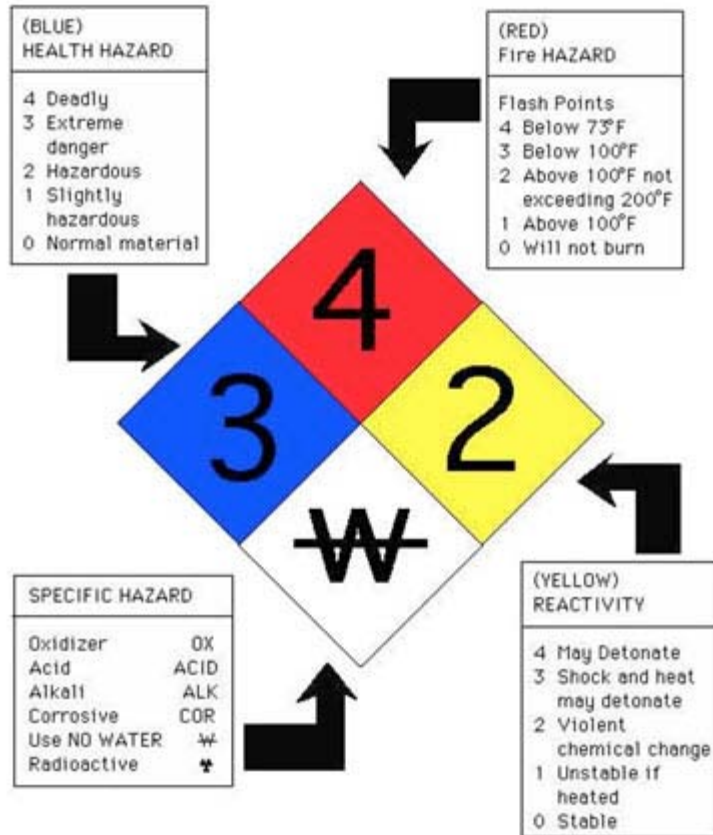 (BLUE)
HEALTH HAZARD
4 Deadly
3 Extreme
danger
2 Hazardous
1 Slightly
hazardous
0 Normal material
(RED)
Fire HAZARD
Flash Points
4 Below 73°F
3 Below 100°F
2 Above 100°F not
exceeding 200°F
1 Above 100°F
0 Will not burn
4
3
2
W
SPECIFIC HAZARD
Oxidizer OX
Acid ACID
Alkali ALK
Corrosive COR
Use NO WATER W
Radioactive
(YELLOW)
REACTIVITY
4 May Detonate
3 Shock and heat
may detonate
2 Violent
chemical change
1 Unstable if
heated
0 Stable